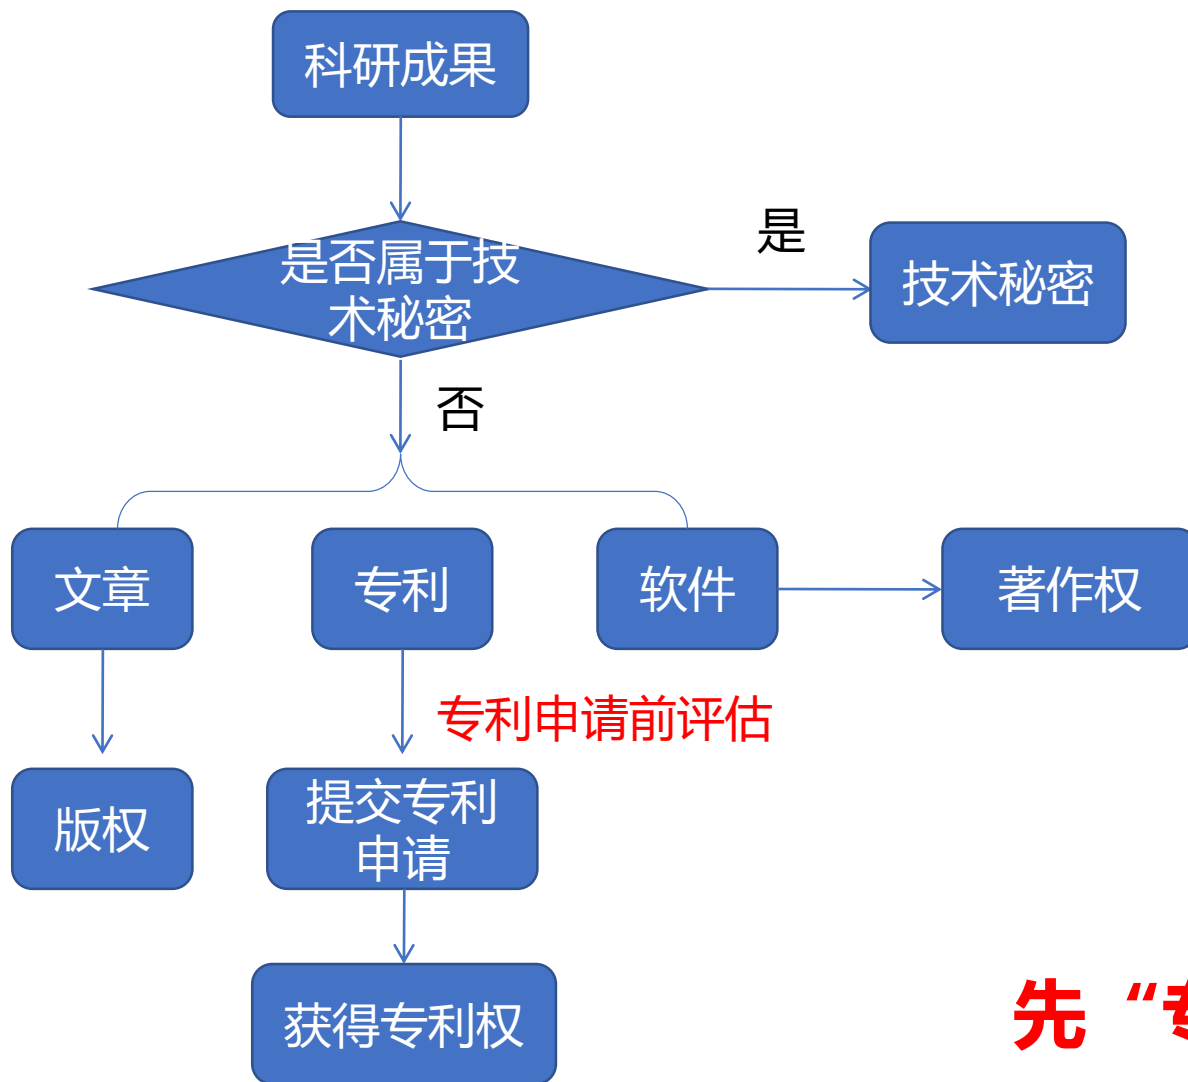 科研成果
是
是否属于技
术秘密
技术秘密
否
文章
专利
软件
著作权
专利申请前评估
版权
提交专利
申请
获得专利权
先“专